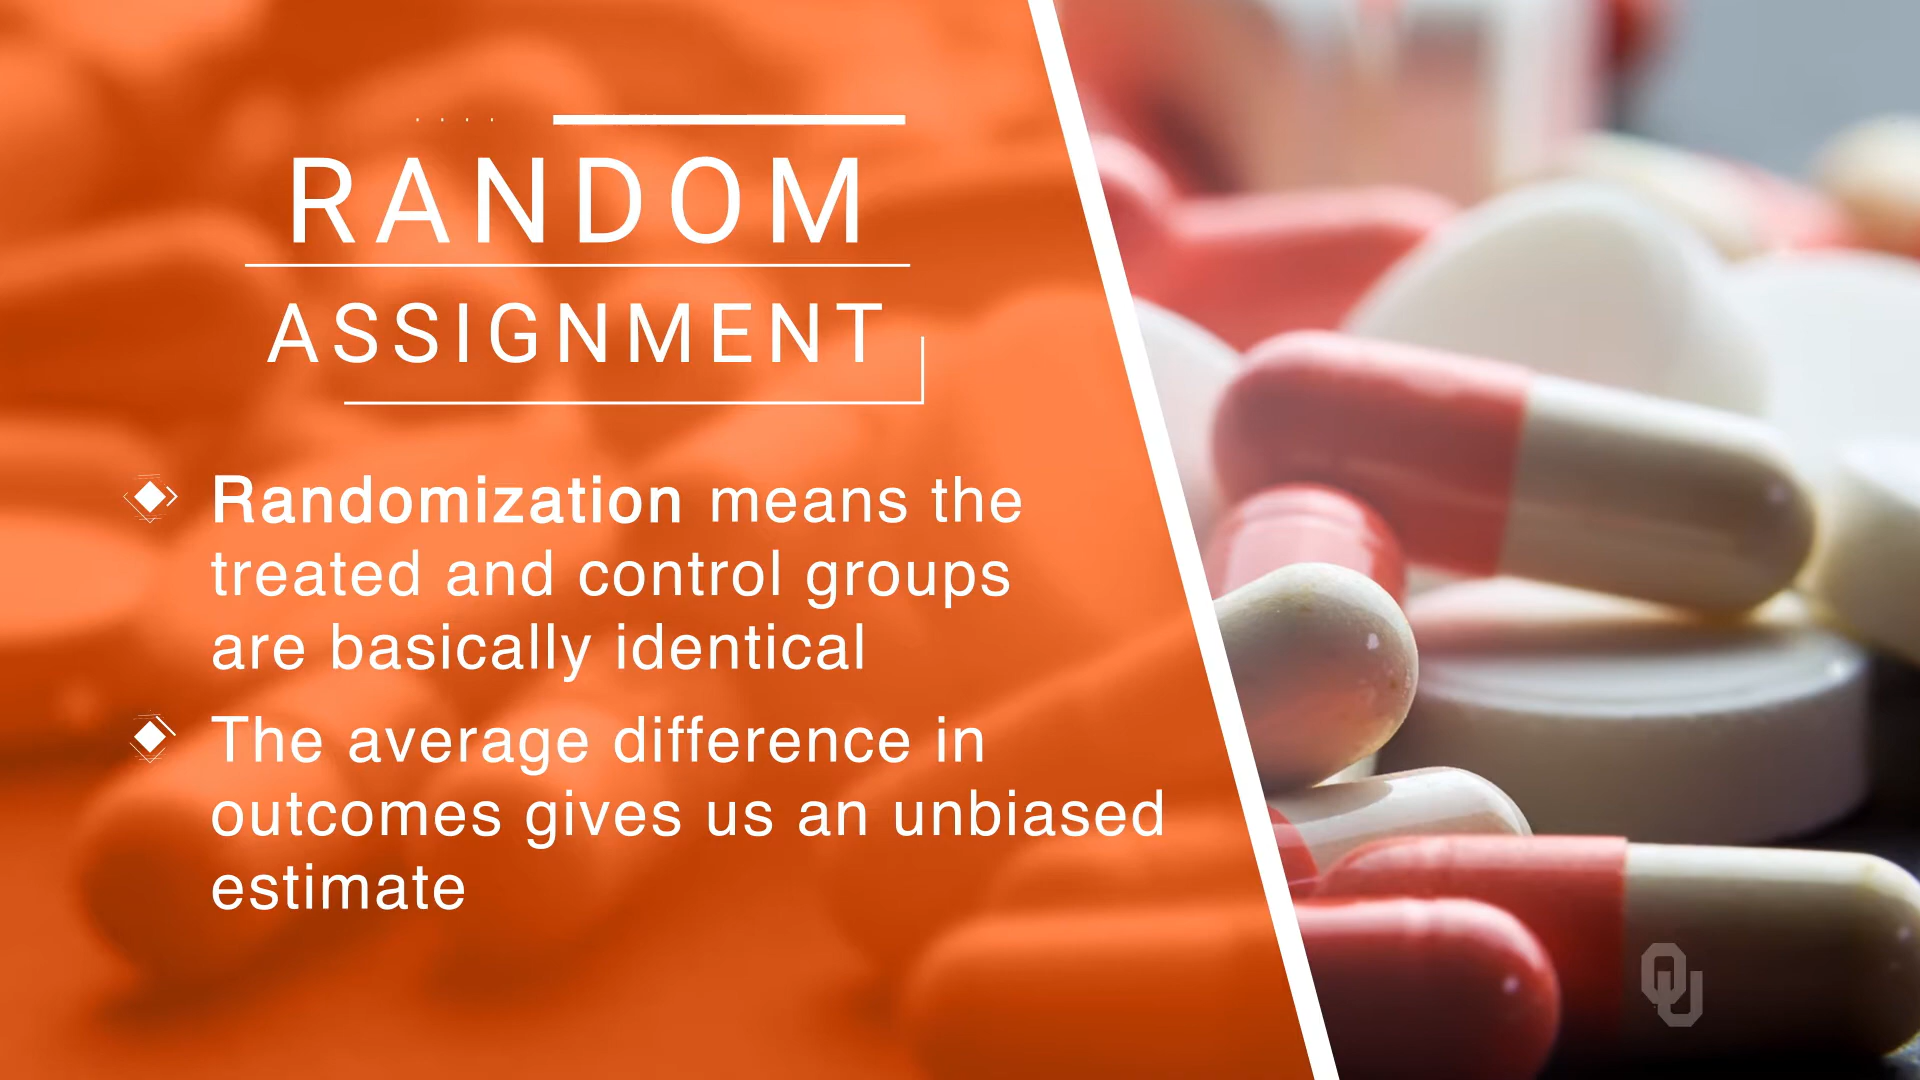 RANDOM
ASSIGNMENT
Randomization means the
treated and control groups
are basically identical
The average difference in
outcomes gives us an unbiased
estimate
OU